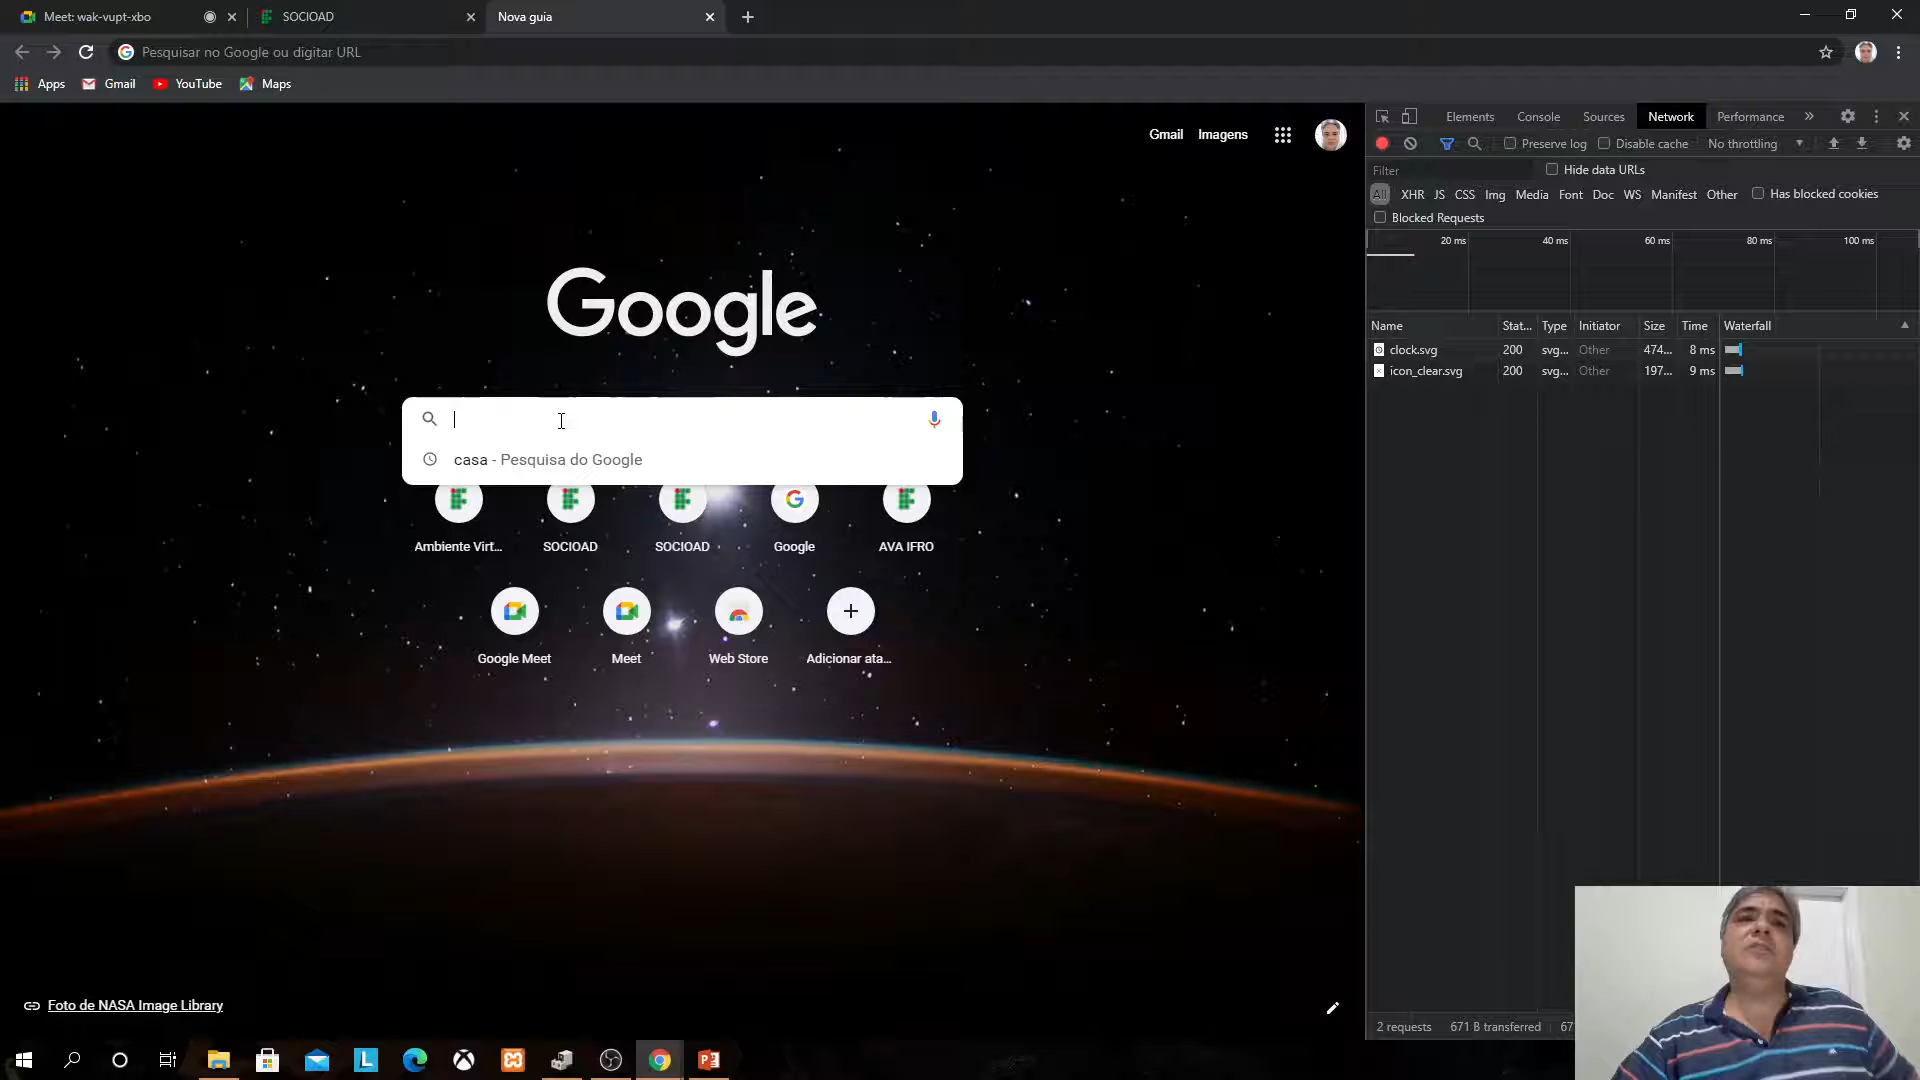 Meet: wak-vupt-xbo
SOCIOAD
Nova guia
Pesquisar no Google ou digitar URL
Apps
Gmail
YouTube
Maps
Gmail
Imagens
Google
casa - Pesquisa do Google
Ambiente Virt...
SOCIOAD
SOCIOAD
Google
AVA IFRO
Google Meet
Meet
Web Store
Adicionar ata...
Foto de NASA Image Library
Elements Console Sources Network Performance
Preserve log Disable cache No throttling
Filter Hide data URLs
All XHR JS CSS Img Media Font Doc WS Manifest Other Has blocked cookies
Blocked Requests
20 ms 40 ms 60 ms 80 ms 100 ms
Name Stat... Type Initiator Size Time Waterfall
clock.svg 200 svg... Other 474... 8 ms
icon_clear.svg 200 svg... Other 197... 9 ms
2 requests 671 B transferred 67